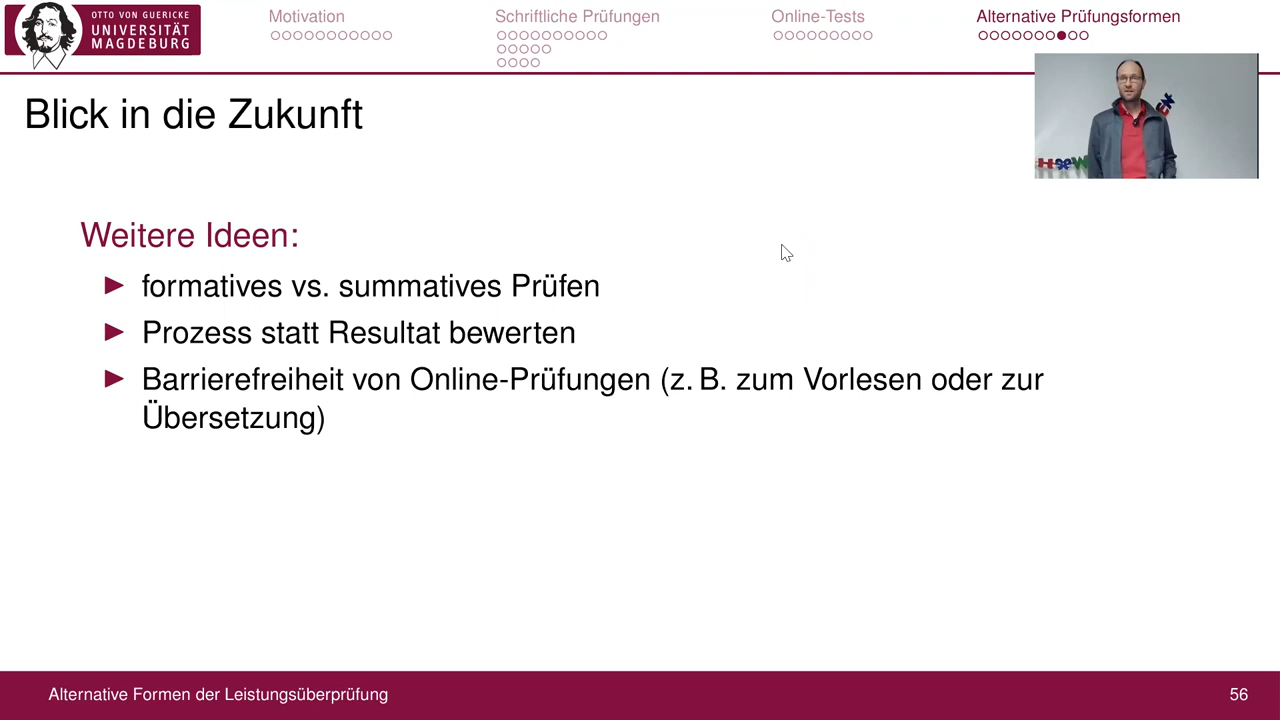 OTTO VON GUERICKE
UNIVERSITÄT
MAGDEBURG
Motivation
Schriftliche Prüfungen
Online-Tests
Alternative Prüfungsformen
Blick in die Zukunft
Weitere Ideen:
formatives vs. summatives Prüfen
Prozess statt Resultat bewerten
Barrierefreiheit von Online-Prüfungen (z. B. zum Vorlesen oder zur
Übersetzung)
Alternative Formen der Leistungsüberprüfung
56